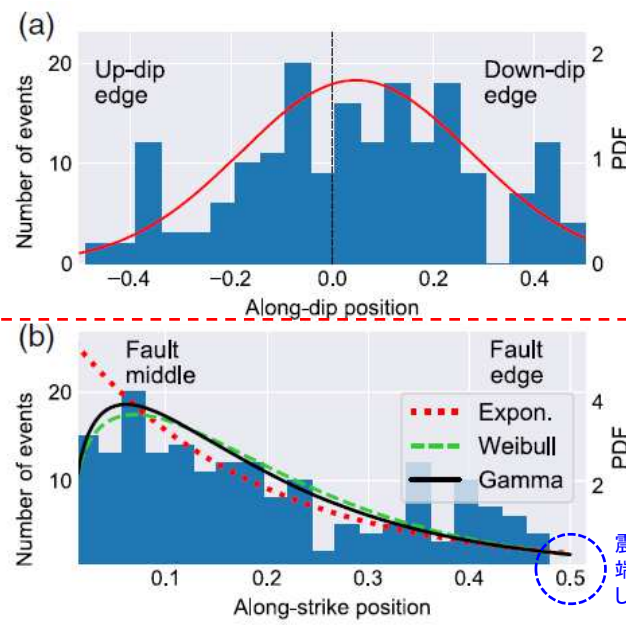 (a)
Up-dip
edge
Down-dip
edge
Number of events
20
10
0
2
1
0
PDF
−0.4
−0.2
0.0
0.2
0.4
Along-dip position
(b)
Fault
middle
Fault
edge
Expon.
Weibull
Gamma
Number of events
20
10
4
2
PDF
0.1
0.2
0.3
0.4
0.5
Along-strike position
震
端
し